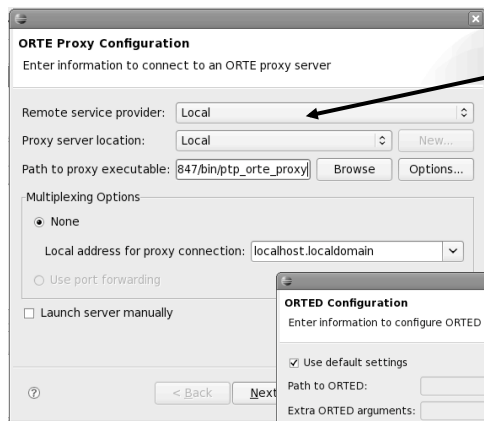 ORTE Proxy Configuration
Enter information to connect to an ORTE proxy server
Remote service provider: Local
Proxy server location: Local New...
Path to proxy executable: 847/bin/ptp_orte_proxy Browse Options...
Multiplexing Options
None
Local address for proxy connection: localhost.localdomain
Use port forwarding
Launch server manually
< Back Next
ORTED Configuration
Enter information to configure ORTED
Use default settings
Path to ORTED:
Extra ORTED arguments: